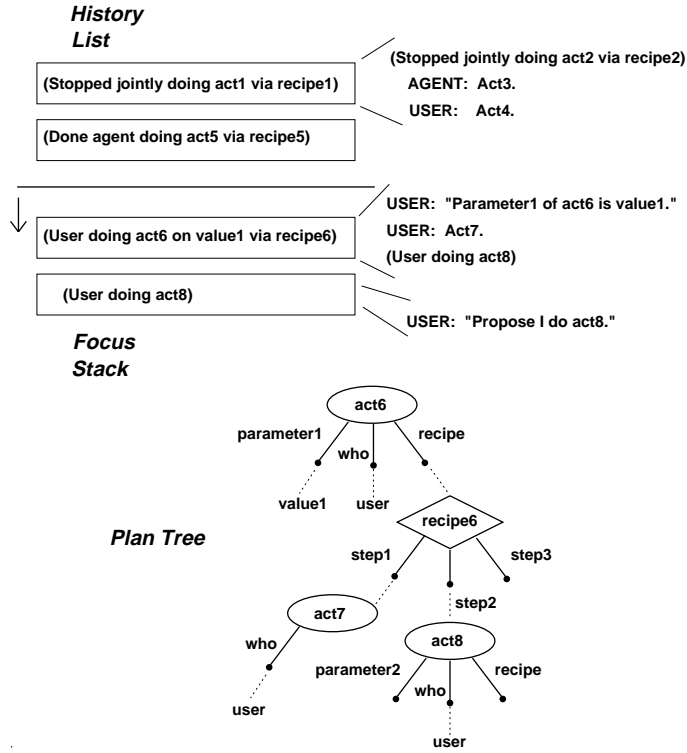 History
List
(Stopped jointly doing act2 via recipe2)
(Stopped jointly doing act1 via recipe1)
AGENT: Act3.
USER: Act4.
(Done agent doing act5 via recipe5)
USER: "Parameter1 of act6 is value1."
USER: Act7.
(User doing act6 on value1 via recipe6)
(User doing act8)
(User doing act8)
USER: "Propose I do act8."
Focus
Stack
act6
parameter1
who
recipe
value1
user
recipe6
Plan Tree
step1
step3
step2
act7
act8
who
parameter2
who
recipe
user
user